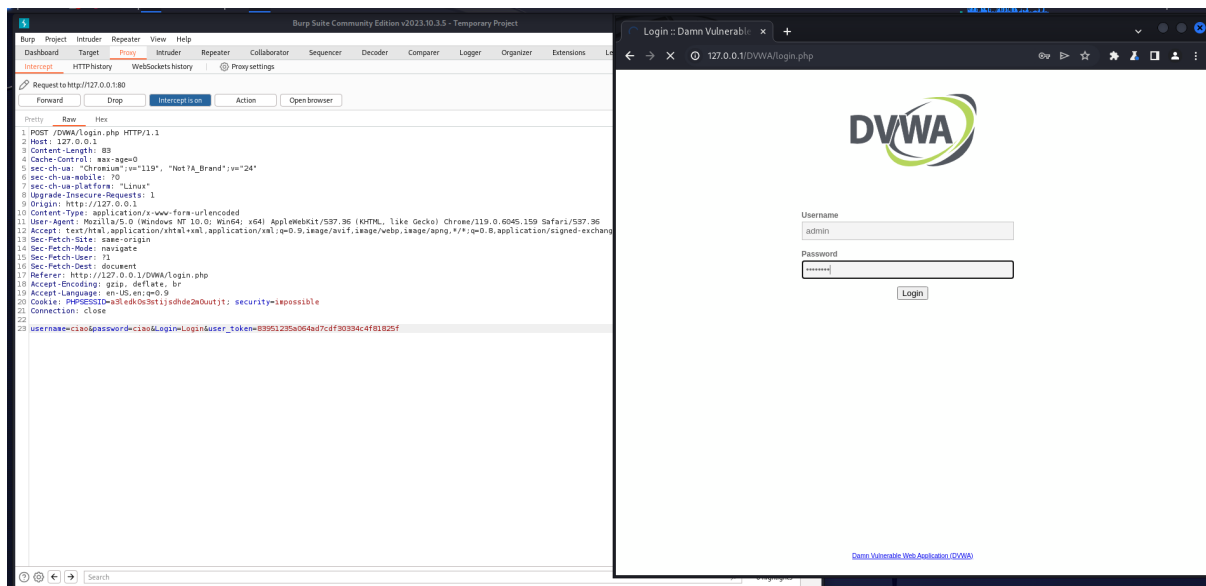 Burp Suite Community Edition v2023.10.3.5 - Temporary Project
Burp Project Intruder Repeater View Help
Dashboard Target Proxy Intruder Repeater Collaborator Sequencer Decoder Comparer Logger Organizer Extensions Le
Intercept HTTP history WebSockets history Proxy settings
Request to http://127.0.0.1:80
Forward Drop Intercept is on Action Open browser
Pretty Raw Hex
1 POST /DVWA/login.php HTTP/1.1
2 Host: 127.0.0.1
3 Content-Length: 83
4 Cache-Control: max-age=0
5 sec-ch-ua: "Chromium";v="119", "Not?A_Brand";v="24"
6 sec-ch-ua-mobile: ?0
7 sec-ch-ua-platform: "Linux"
8 Upgrade-Insecure-Requests: 1
9 Origin: http://127.0.0.1
10 Content-Type: application/x-www-form-urlencoded
11 User-Agent: Mozilla/5.0 (Windows NT 10.0; Win64; x64) AppleWebKit/537.36 (KHTML, like Gecko) Chrome/119.0.6045.159 Safari/537.36
12 Accept: text/html,application/xhtml+xml,application/xml;q=0.9,image/avif,image/webp,image/apng,*/*;q=0.8,application/signed-exchang
13 Sec-Fetch-Site: same-origin
14 Sec-Fetch-Mode: navigate
15 Sec-Fetch-User: ?1
16 Sec-Fetch-Dest: document
17 Referer: http://127.0.0.1/DVWA/login.php
18 Accept-Encoding: gzip, deflate, br
19 Accept-Language: en-US,en;q=0.9
20 Cookie: PHPSESSID=a3ledk0s3stijsdhde2m0uutjt; security=impossible
21 Connection: close
22
23 username=ciao&password=ciao&Login=Login&user_token=83951235a064ad7cdf30334c4f81825f
Search
Login :: Damn Vulnerable
127.0.0.1/DVWA/login.php
DVWA
Username
admin
Password
••••••••
Login
Damn Vulnerable Web Application (DVWA)